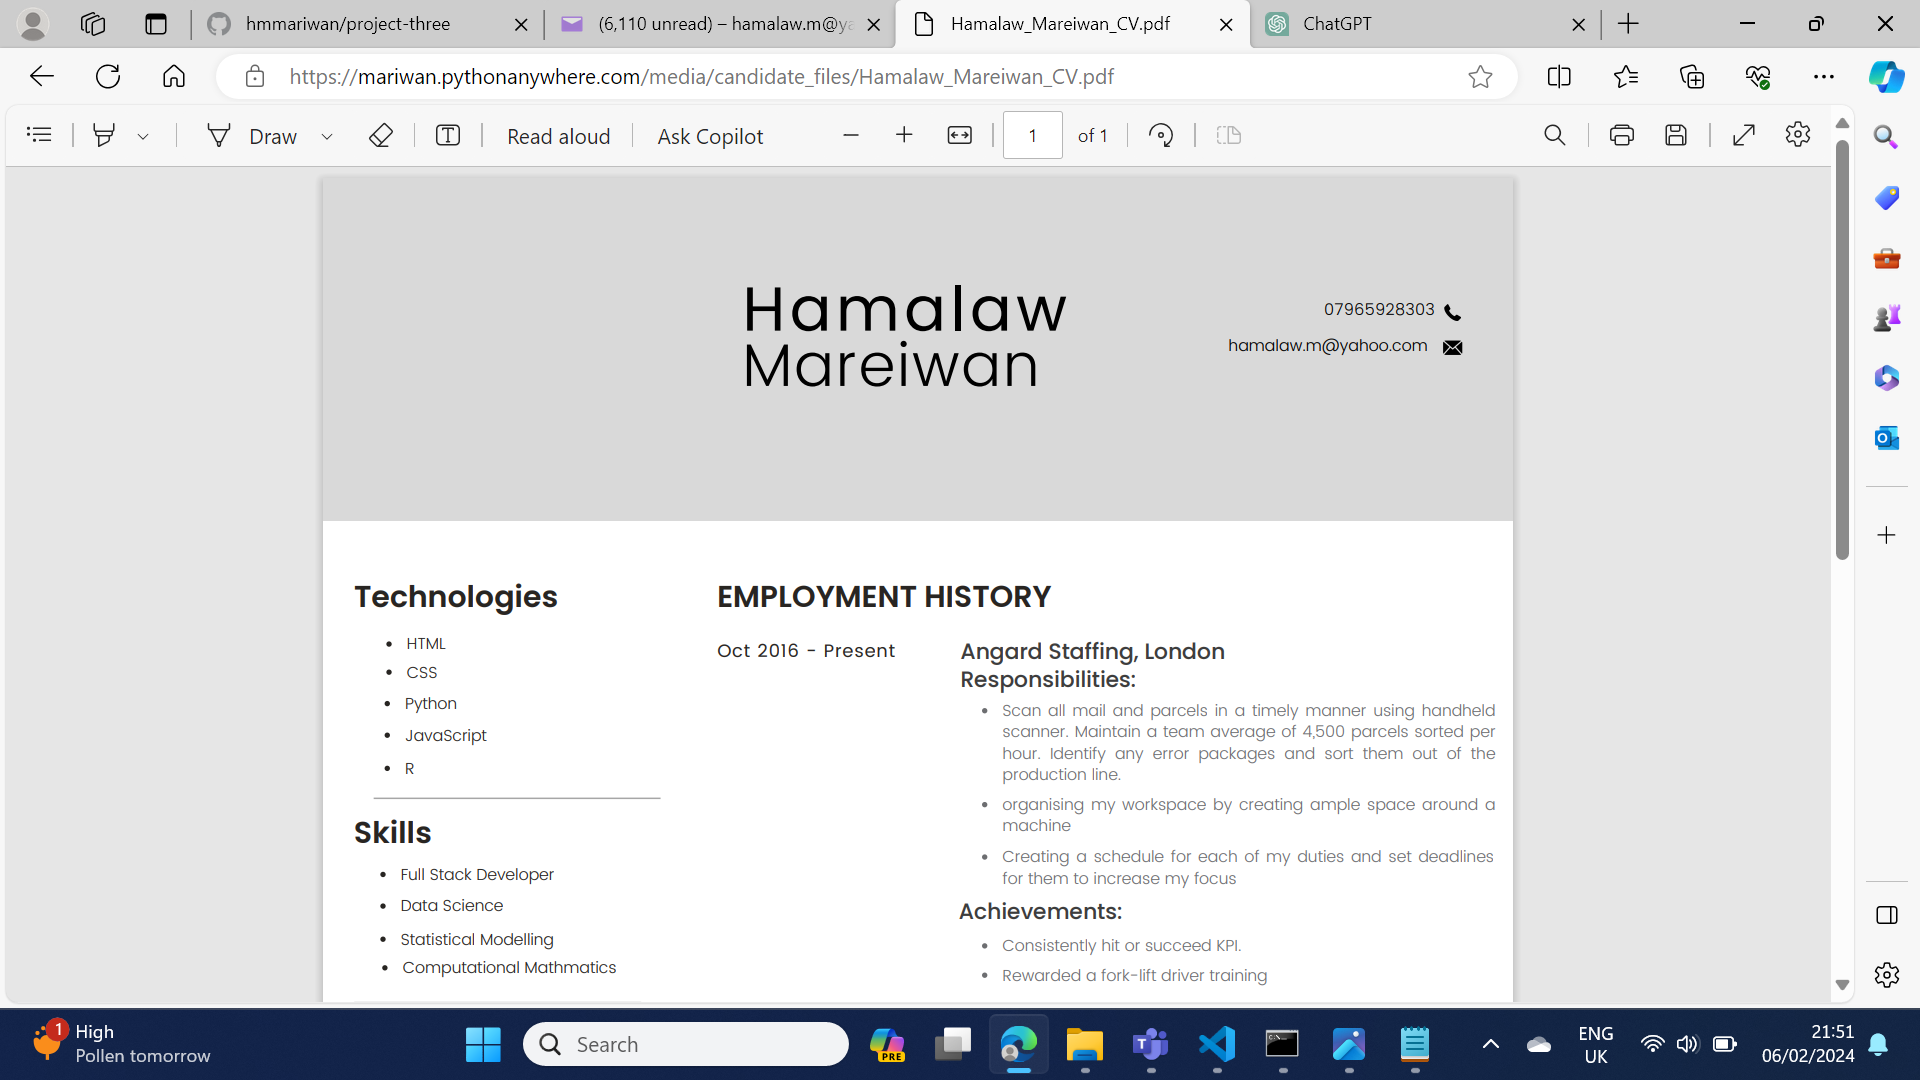 hmmariwan/project-three
(6,110 unread) – hamalaw.m@ya
Hamalaw_Mareiwan_CV.pdf
ChatGPT
https://mariwan.pythonanywhere.com/media/candidate_files/Hamalaw_Mareiwan_CV.pdf
Draw
Read aloud
Ask Copilot
1
of 1
Hamalaw
Mareiwan
07965928303
hamalaw.m@yahoo.com
Technologies
• HTML
• CSS
• Python
• JavaScript
• R
Skills
• Full Stack Developer
• Data Science
• Statistical Modelling
• Computational Mathmatics
EMPLOYMENT HISTORY
Oct 2016 - Present
Angard Staffing, London
Responsibilities:
• Scan all mail and parcels in a timely manner using handheld
scanner. Maintain a team average of 4,500 parcels sorted per
hour. Identify any error packages and sort them out of the
production line.
• organising my workspace by creating ample space around a
machine
• Creating a schedule for each of my duties and set deadlines
for them to increase my focus
Achievements:
• Consistently hit or succeed KPI.
• Rewarded a fork-lift driver training
1
High
Pollen tomorrow
Search
PRE
ENG
UK
21:51
06/02/2024